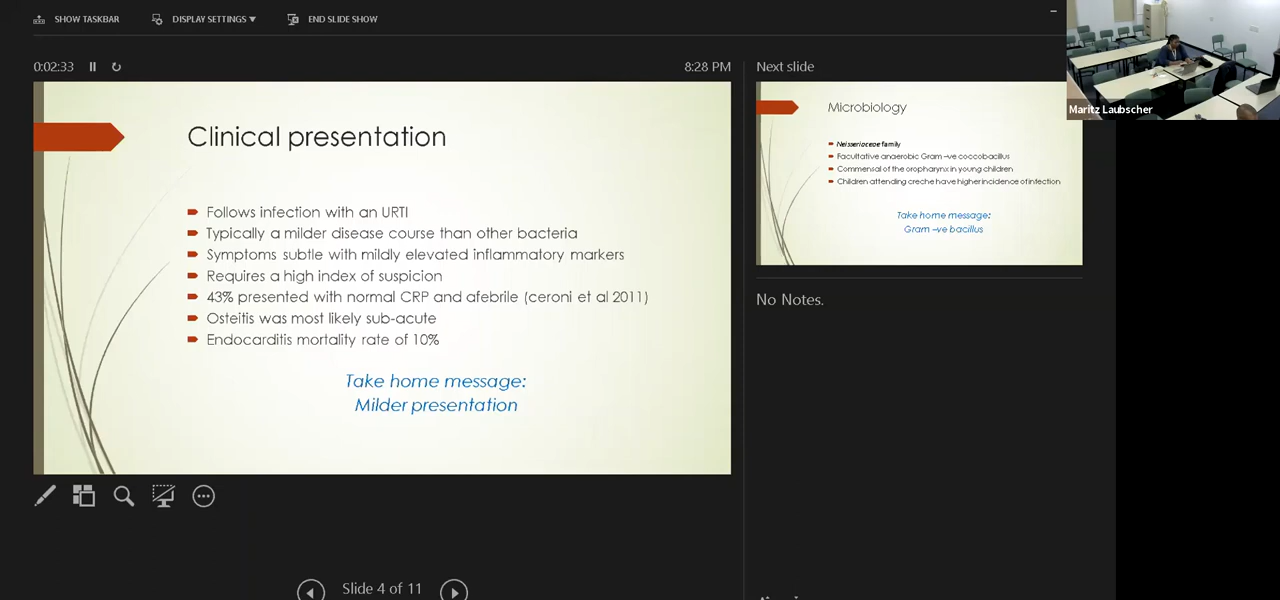 SHOW TASKBAR
DISPLAY SETTINGS ▼
END SLIDE SHOW
0:02:33
8:28 PM
Clinical presentation
Follows infection with an URTI
Typically a milder disease course than other bacteria
Symptoms subtle with mildly elevated inflammatory markers
Requires a high index of suspicion
43% presented with normal CRP and afebrile (ceroni et al 2011)
Osteitis was most likely sub-acute
Endocarditis mortality rate of 10%
Take home message:
Milder presentation
Slide 4 of 11
Next slide
Microbiology
Neisseriaceae family
Facultative anaerobic Gram –ve coccobacillus
Commensal of the oropharynx in young children
Children attending creche have higher incidence of infection
Take home message:
Gram –ve bacillus
No Notes.
Maritz Laubscher